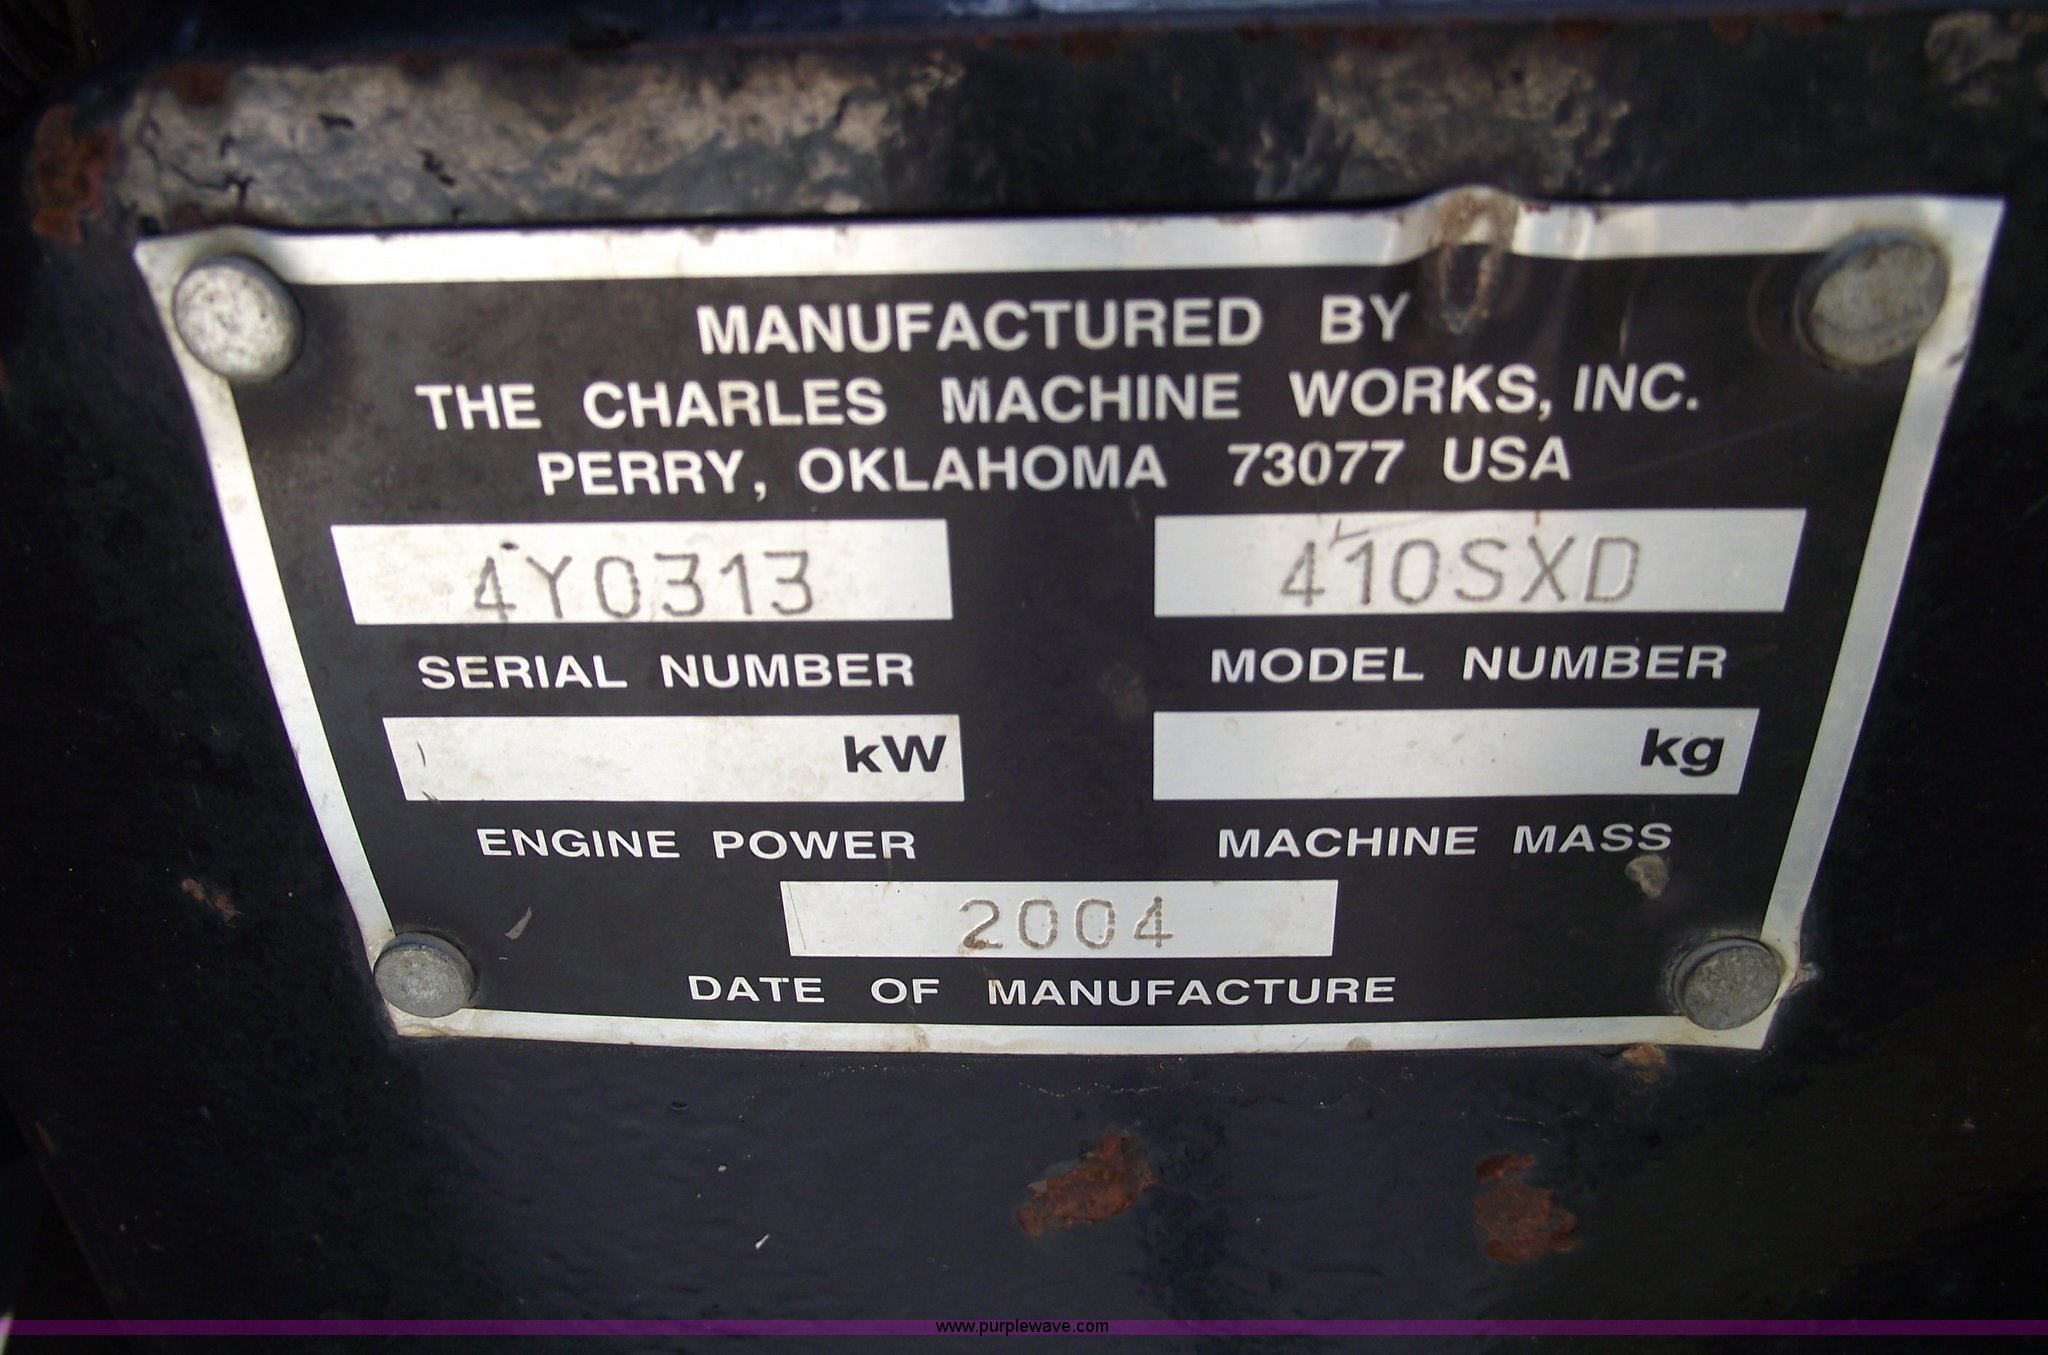 MANUFACTURED BY
THE CHARLES MACHINE WORKS, INC.
PERRY, OKLAHOMA 73077 USA
4Y0313 410SXD
SERIAL NUMBER MODEL NUMBER
kW kg
ENGINE POWER MACHINE MASS
2004
DATE OF MANUFACTURE
www.purplewave.com